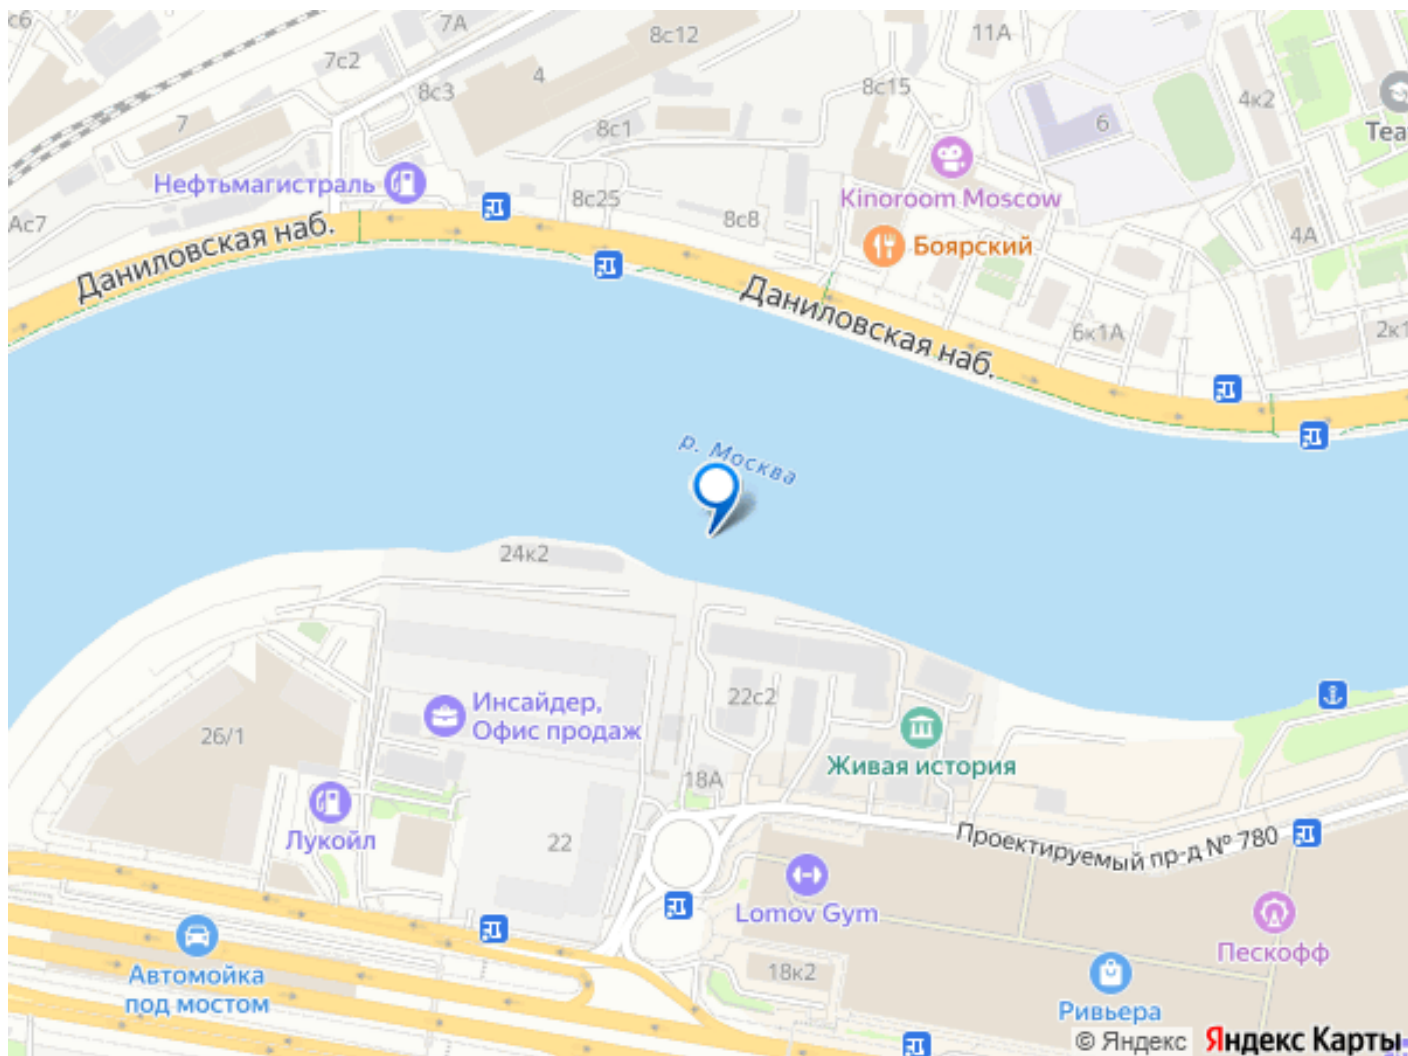 с6
7А
8с12
11А
7с2
4
8с15
8с3
4к2
7
8с1
6
Теа
Нефтьмагистраль
Kinoroom Moscow
8с25
8с8
Ас7
4А
Даниловская наб.
Боярский
Даниловская наб.
6к1А
2к1
р. Москва
24к2
Инсайдер,
Офис продаж
22с2
26/1
Живая история
18А
Лукойл
22
Проектируемый пр-д № 780
Lomov Gym
Пескофф
Автомойка
под мостом
18к2
Ривьера
© Яндекс Яндекс Карты